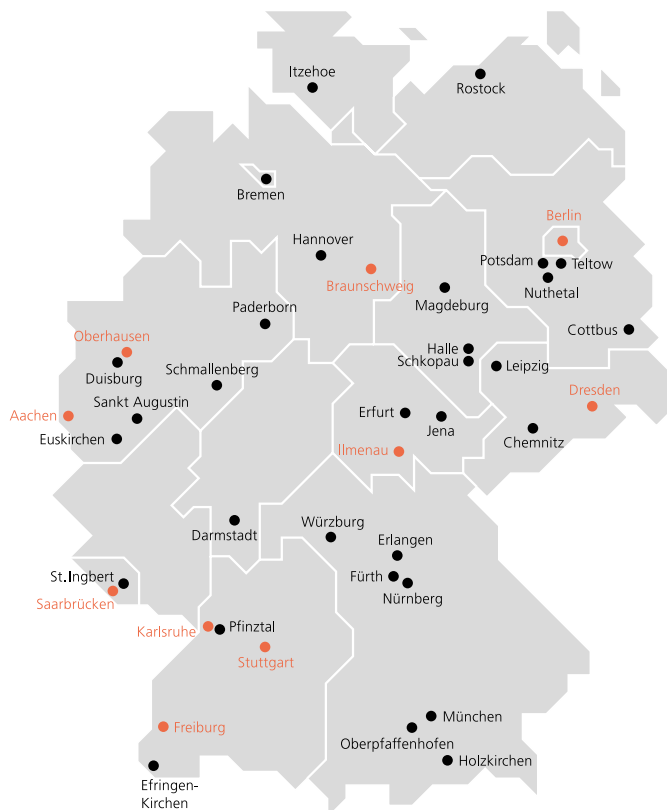 Itzehoe
Rostock
Bremen
Berlin
Hannover
Potsdam
Teltow
Braunschweig
Nuthetal
Magdeburg
Paderborn
Cottbus
Oberhausen
Halle
Schkopau
Leipzig
Duisburg
Schmallenberg
Dresden
Sankt Augustin
Aachen
Erfurt
Jena
Euskirchen
Chemnitz
Ilmenau
Würzburg
Darmstadt
Erlangen
St.Ingbert
Fürth
Nürnberg
Saarbrücken
Karlsruhe
Pfinztal
Stuttgart
München
Freiburg
Oberpfaffenhofen
Holzkirchen
Efringen-
Kirchen